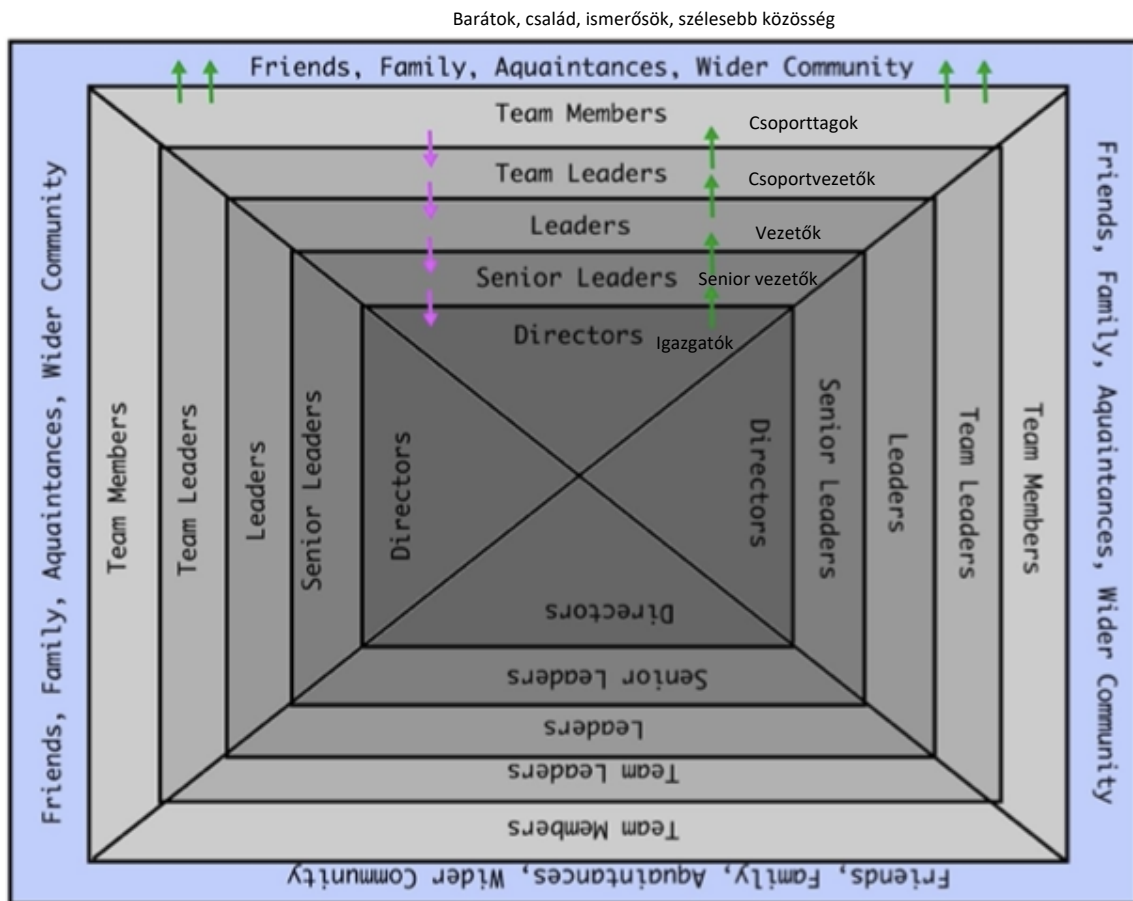 Barátok, család, ismerősök, szélesebb közösség
Friends, Family, Aquaintances, Wider Community
Team Members
Csoporttagok
Team Leaders
Csoportvezetők
Leaders
Vezetők
Senior Leaders
Senior vezetők
Directors
Igazgatók
Friends, Family, Aquaintances, Wider Community
Team Members
Team Leaders
Leaders
Senior Leaders
Directors
Directors
Senior Leaders
Leaders
Team Leaders
Team Members
Friends, Family, Aquaintances, Wider Community
Directors
Senior Leaders
Leaders
Team Leaders
Team Members
Friends, Family, Aquaintances, Wider Community